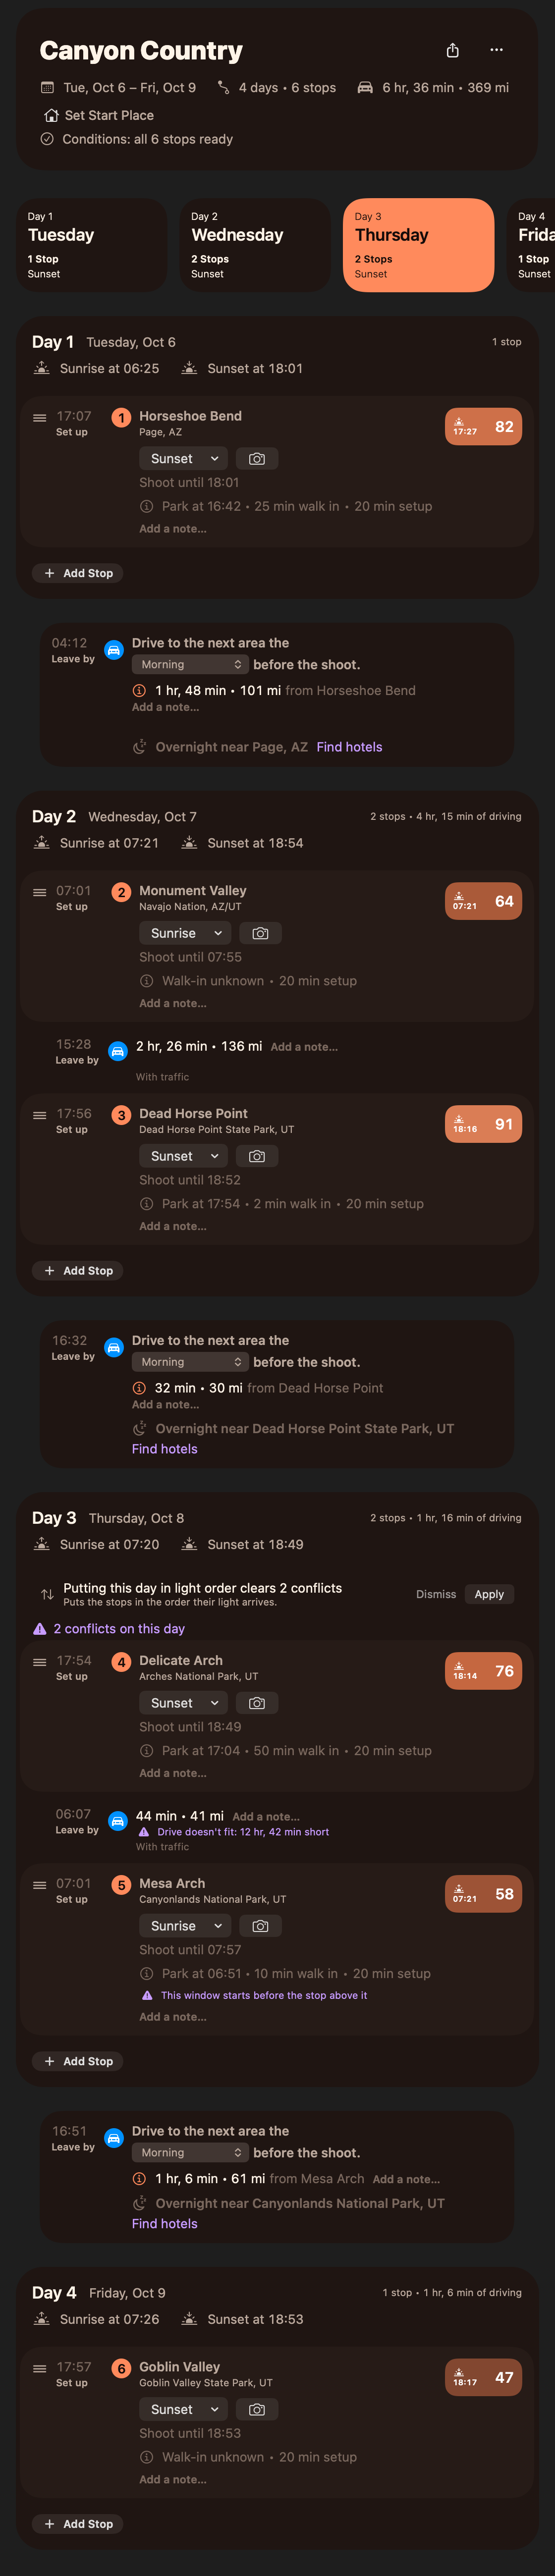 Canyon Country
Tue, Oct 6 – Fri, Oct 9 4 days • 6 stops 6 hr, 36 min • 369 mi
Set Start Place
Conditions: all 6 stops ready
Day 1
Tuesday
1 Stop
Sunset
Day 2
Wednesday
2 Stops
Sunset
Day 3
Thursday
2 Stops
Sunset
Day 4
Frida
1 Stop
Sunset
Day 1 Tuesday, Oct 6 1 stop
Sunrise at 06:25 Sunset at 18:01
17:07 1 Horseshoe Bend
Set up Page, AZ
17:27 82
Sunset
Shoot until 18:01
Park at 16:42 • 25 min walk in • 20 min setup
Add a note...
+ Add Stop
04:12 Drive to the next area the
Leave by
Morning before the shoot.
1 hr, 48 min • 101 mi from Horseshoe Bend
Add a note...
Overnight near Page, AZ Find hotels
Day 2 Wednesday, Oct 7 2 stops • 4 hr, 15 min of driving
Sunrise at 07:21 Sunset at 18:54
07:01 2 Monument Valley
Set up Navajo Nation, AZ/UT
07:21 64
Sunrise
Shoot until 07:55
Walk-in unknown • 20 min setup
Add a note...
15:28 2 hr, 26 min • 136 mi Add a note...
Leave by
With traffic
17:56 3 Dead Horse Point
Set up Dead Horse Point State Park, UT
18:16 91
Sunset
Shoot until 18:52
Park at 17:54 • 2 min walk in • 20 min setup
Add a note...
+ Add Stop
16:32 Drive to the next area the
Leave by
Morning before the shoot.
32 min • 30 mi from Dead Horse Point
Add a note...
Overnight near Dead Horse Point State Park, UT
Find hotels
Day 3 Thursday, Oct 8 2 stops • 1 hr, 16 min of driving
Sunrise at 07:20 Sunset at 18:49
Putting this day in light order clears 2 conflicts
Puts the stops in the order their light arrives.
Dismiss Apply
2 conflicts on this day
17:54 4 Delicate Arch
Set up Arches National Park, UT
18:14 76
Sunset
Shoot until 18:49
Park at 17:04 • 50 min walk in • 20 min setup
Add a note...
06:07 44 min • 41 mi Add a note...
Leave by Drive doesn't fit: 12 hr, 42 min short
With traffic
07:01 5 Mesa Arch
Set up Canyonlands National Park, UT
07:21 58
Sunrise
Shoot until 07:57
Park at 06:51 • 10 min walk in • 20 min setup
This window starts before the stop above it
Add a note...
+ Add Stop
16:51 Drive to the next area the
Leave by
Morning before the shoot.
1 hr, 6 min • 61 mi from Mesa Arch Add a note...
Overnight near Canyonlands National Park, UT
Find hotels
Day 4 Friday, Oct 9 1 stop • 1 hr, 6 min of driving
Sunrise at 07:26 Sunset at 18:53
17:57 6 Goblin Valley
Set up Goblin Valley State Park, UT
18:17 47
Sunset
Shoot until 18:53
Walk-in unknown • 20 min setup
Add a note...
+ Add Stop